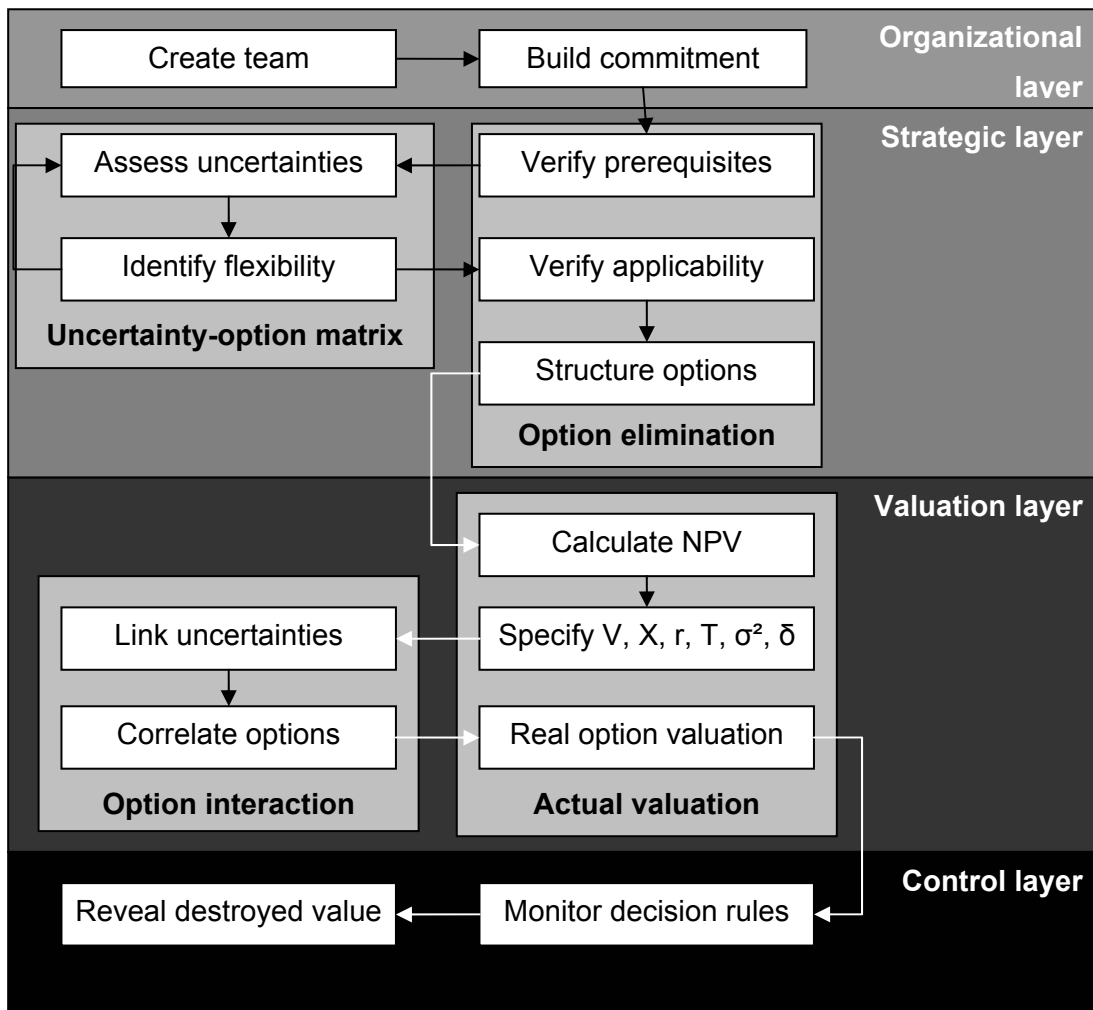 Create team
Build commitment
Organizational
layer
Strategic layer
Assess uncertainties
Verify prerequisites
Identify flexibility
Verify applicability
Uncertainty-option matrix
Structure options
Option elimination
Valuation layer
Calculate NPV
Link uncertainties
Specify V, X, r, T, σ², δ
Correlate options
Real option valuation
Option interaction
Actual valuation
Control layer
Reveal destroyed value
Monitor decision rules